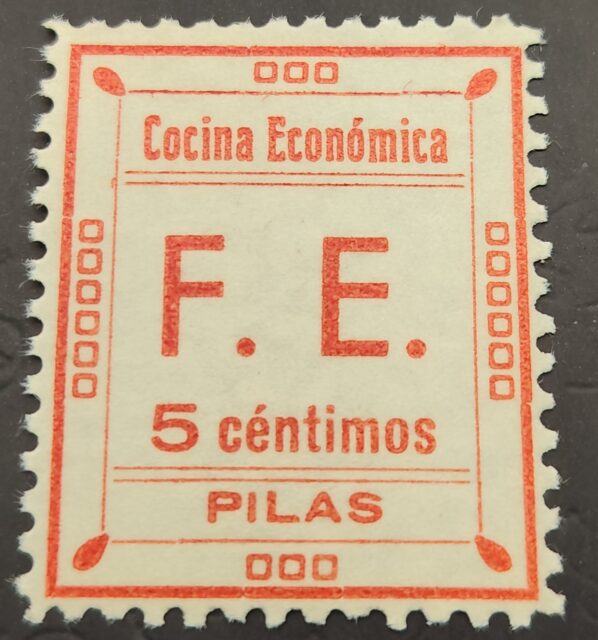 Cocina Económica
F. E.
5 céntimos
PILAS